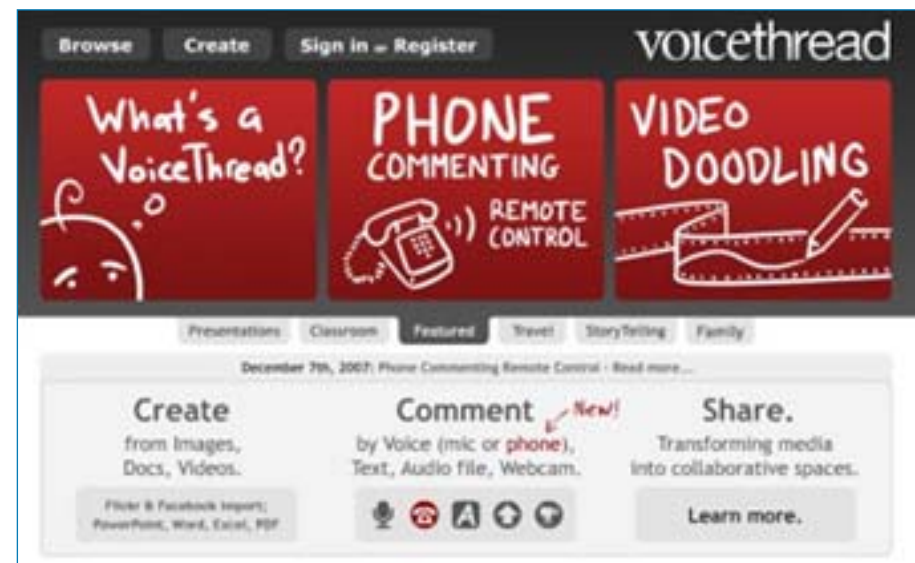 Browse Create Sign in or Register
voicethread
What's a
VoiceThread?
PHONE
COMMENTING
REMOTE
CONTROL
VIDEO
DOODLING
Presentations Classroom Featured Travel StoryTelling Family
December 7th, 2007: Phone Commenting Remote Control - Read more...
Create
from Images,
Docs, Videos.
Flickr & Facebook Import;
PowerPoint, Word, Excel, PDF
Comment New!
by Voice (mic or phone),
Text, Audio file, Webcam.
A
Share.
Transforming media
into collaborative spaces.
Learn more.